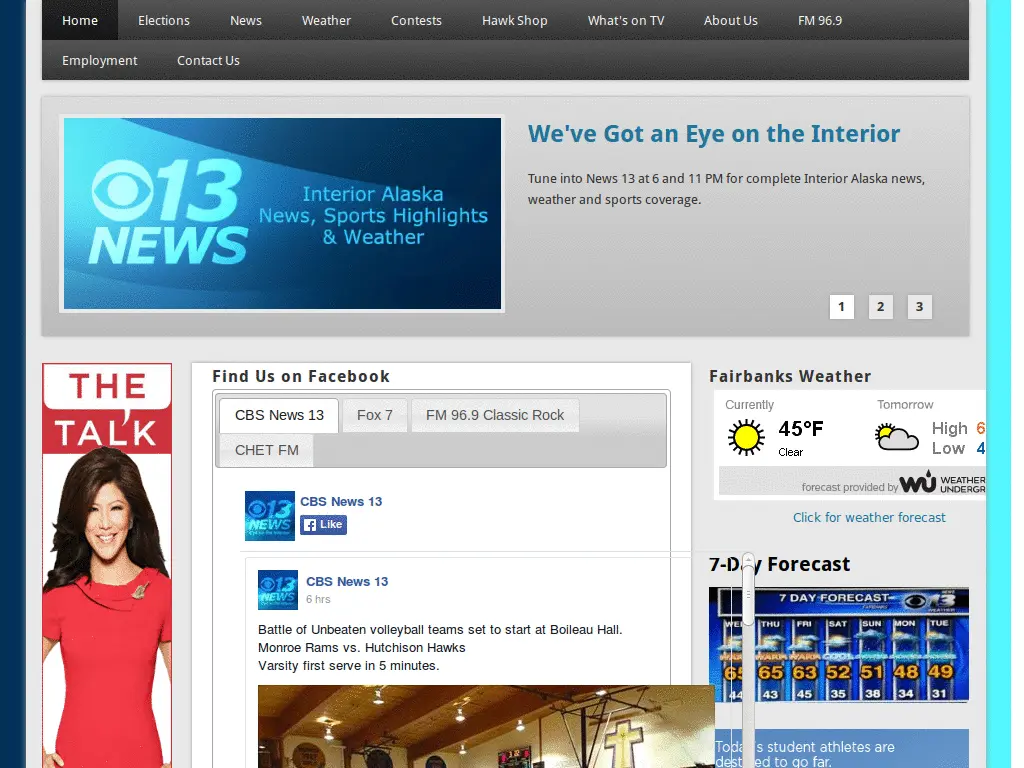 Home Elections News Weather Contests Hawk Shop What's on TV About Us FM 96.9
Employment Contact Us
13
NEWS
Interior Alaska
News, Sports Highlights
& Weather
We've Got an Eye on the Interior
Tune into News 13 at 6 and 11 PM for complete Interior Alaska news,
weather and sports coverage.
1 2 3
THE
TALK
Find Us on Facebook
CBS News 13 Fox 7 FM 96.9 Classic Rock
CHET FM
13
NEWS
CBS News 13
Like
13
NEWS
CBS News 13
6 hrs
Battle of Unbeaten volleyball teams set to start at Boileau Hall.
Monroe Rams vs. Hutchison Hawks
Varsity first serve in 5 minutes.
Fairbanks Weather
Currently
45°F
Clear
Tomorrow
High 6
Low 4
forecast provided by WU WEATHER
UNDERGR
Click for weather forecast
7-Day Forecast
7 DAY FORECAST 13
THU FRI SAT SUN MON TUE
65 63 52 51 48 49
44 43 45 35 38 34 31
Today's student athletes are
destined to go far.